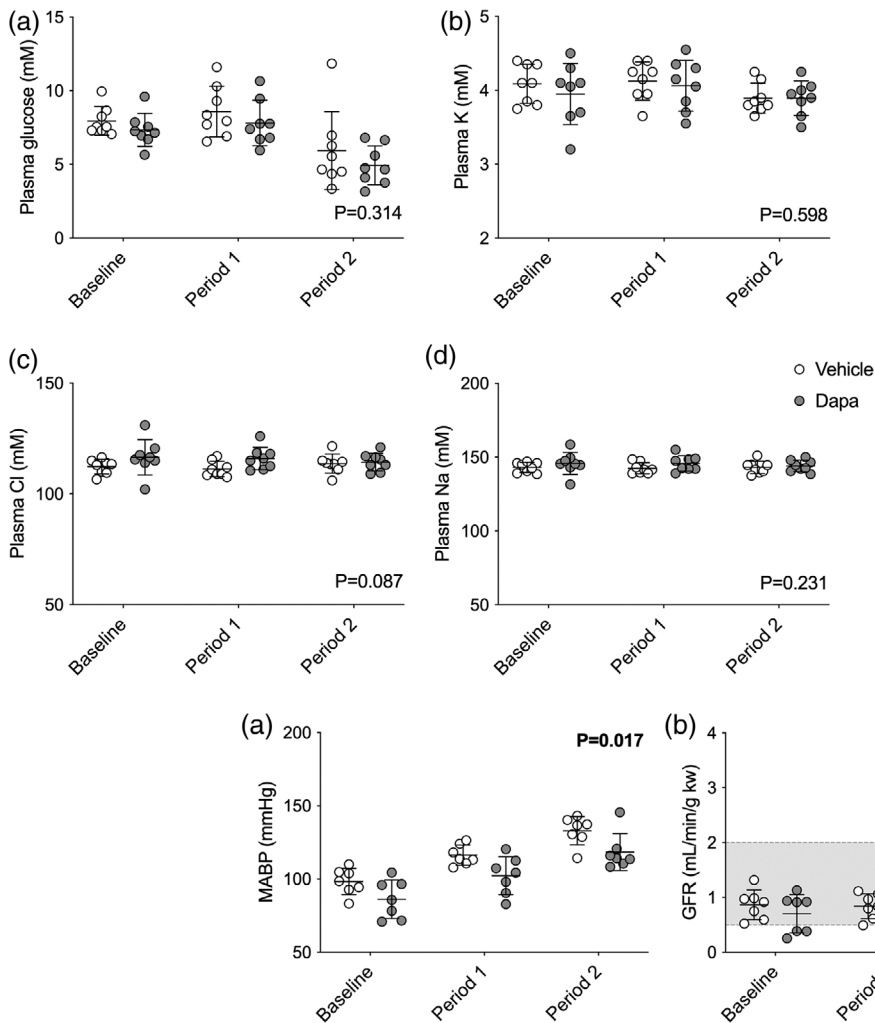 (a)
Plasma glucose (mM)
15
10
5
0
P=0.314
Baseline
Period 1
Period 2
(b)
Plasma K (mM)
5
4
3
2
P=0.598
Baseline
Period 1
Period 2
(c)
Plasma Cl (mM)
150
100
50
P=0.087
Baseline
Period 1
Period 2
(d)
Plasma Na (mM)
200
150
100
50
Vehicle
Dapa
P=0.231
Baseline
Period 1
Period 2
(a)
MABP (mmHg)
200
150
100
50
P=0.017
Baseline
Period 1
Period 2
(b)
GFR (mL/min/g kw)
4
3
2
1
0
Baseline
Period